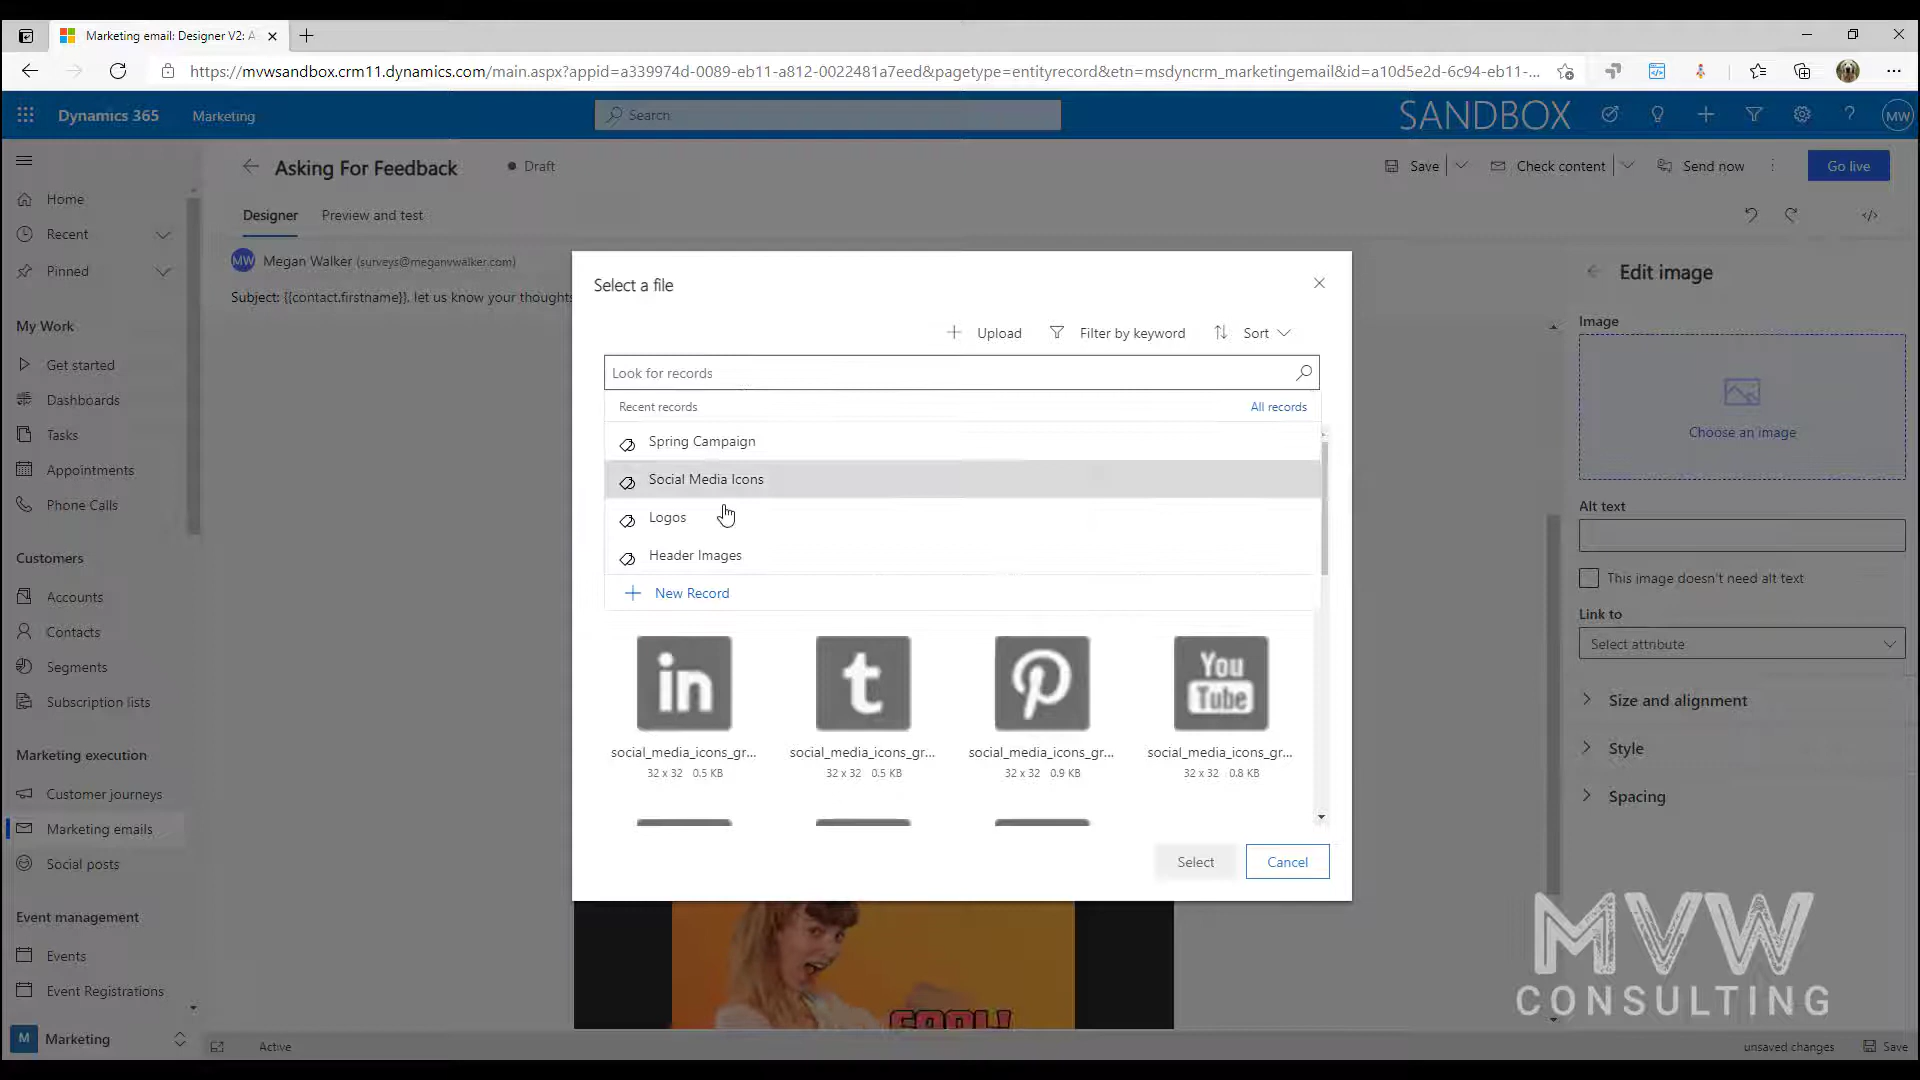 Marketing email: Designer V2: A
https://mvwsandbox.crm11.dynamics.com/main.aspx?appid=a339974d-0089-eb11-a812-0022481a7eed&pagetype=entityrecord&etn=msdyncrm_marketingemail&id=a10d5e2d-6c94-eb11-...
Dynamics 365
Marketing
Search
SANDBOX
MW
Asking For Feedback
Draft
Save
Check content
Send now
Go live
Designer
Preview and test
MW
Megan Walker (surveys@meganvwalker.com)
Subject: {{contact.firstname}}, let us know your thoughts
Home
Recent
Pinned
My Work
Get started
Dashboards
Tasks
Appointments
Phone Calls
Customers
Accounts
Contacts
Segments
Subscription lists
Marketing execution
Customer journeys
Marketing emails
Social posts
Event management
Events
Event Registrations
M
Marketing
Select a file
Upload
Filter by keyword
Sort
Look for records
Recent records
All records
Spring Campaign
Social Media Icons
Logos
Header Images
New Record
in
t
P
You
Tube
social_media_icons_gr...
social_media_icons_gr...
social_media_icons_gr...
social_media_icons_gr...
32 x 32 0.5 KB
32 x 32 0.5 KB
32 x 32 0.9 KB
32 x 32 0.8 KB
Select
Cancel
COOL!
Edit image
Image
Choose an image
Alt text
This image doesn't need alt text
Link to
Select attribute
Size and alignment
Style
Spacing
MVW
CONSULTING
Active
unsaved changes
Save